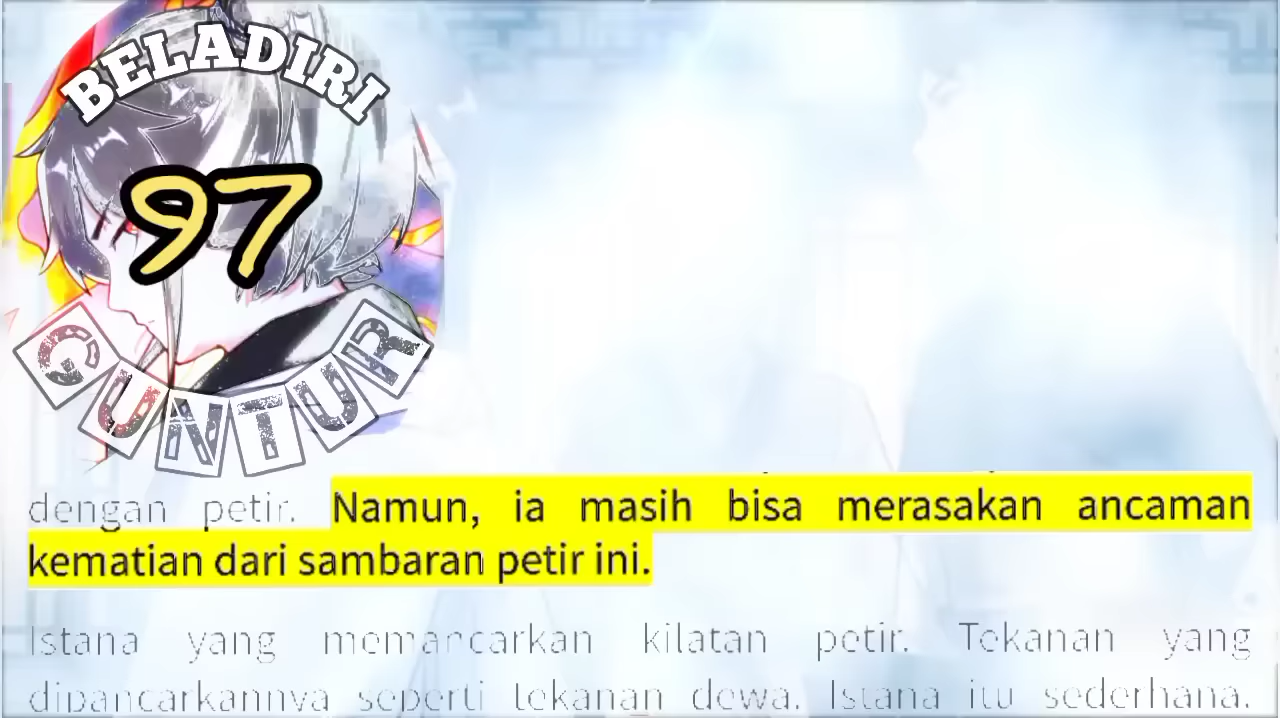 BELADIRI
97
GUNTUR
dengan petir. Namun, ia masih bisa merasakan ancaman
kematian dari sambaran petir ini.
Istana yang memancarkan kilatan petir. Tekanan yang
dipancarkannya seperti tekanan dewa. Istana itu sederhana.